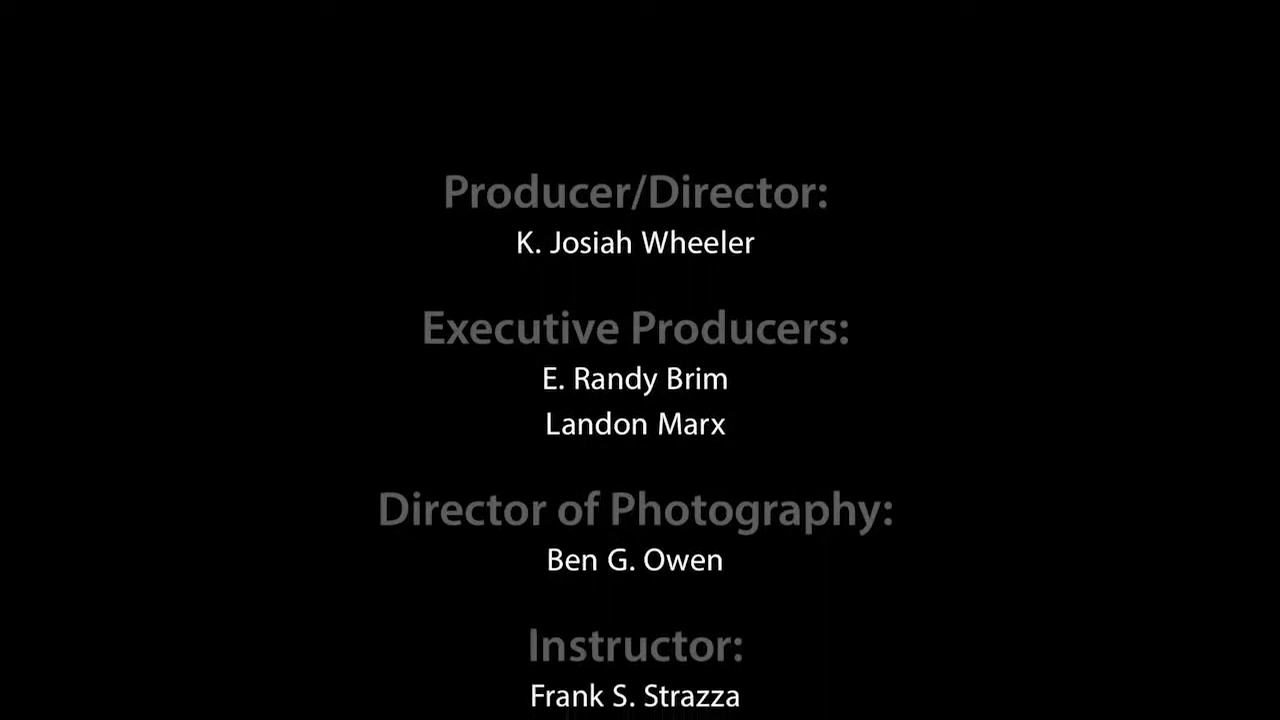 Producer/Director:
K. Josiah Wheeler
Executive Producers:
E. Randy Brim
Landon Marx
Director of Photography:
Ben G. Owen
Instructor:
Frank S. Strazza